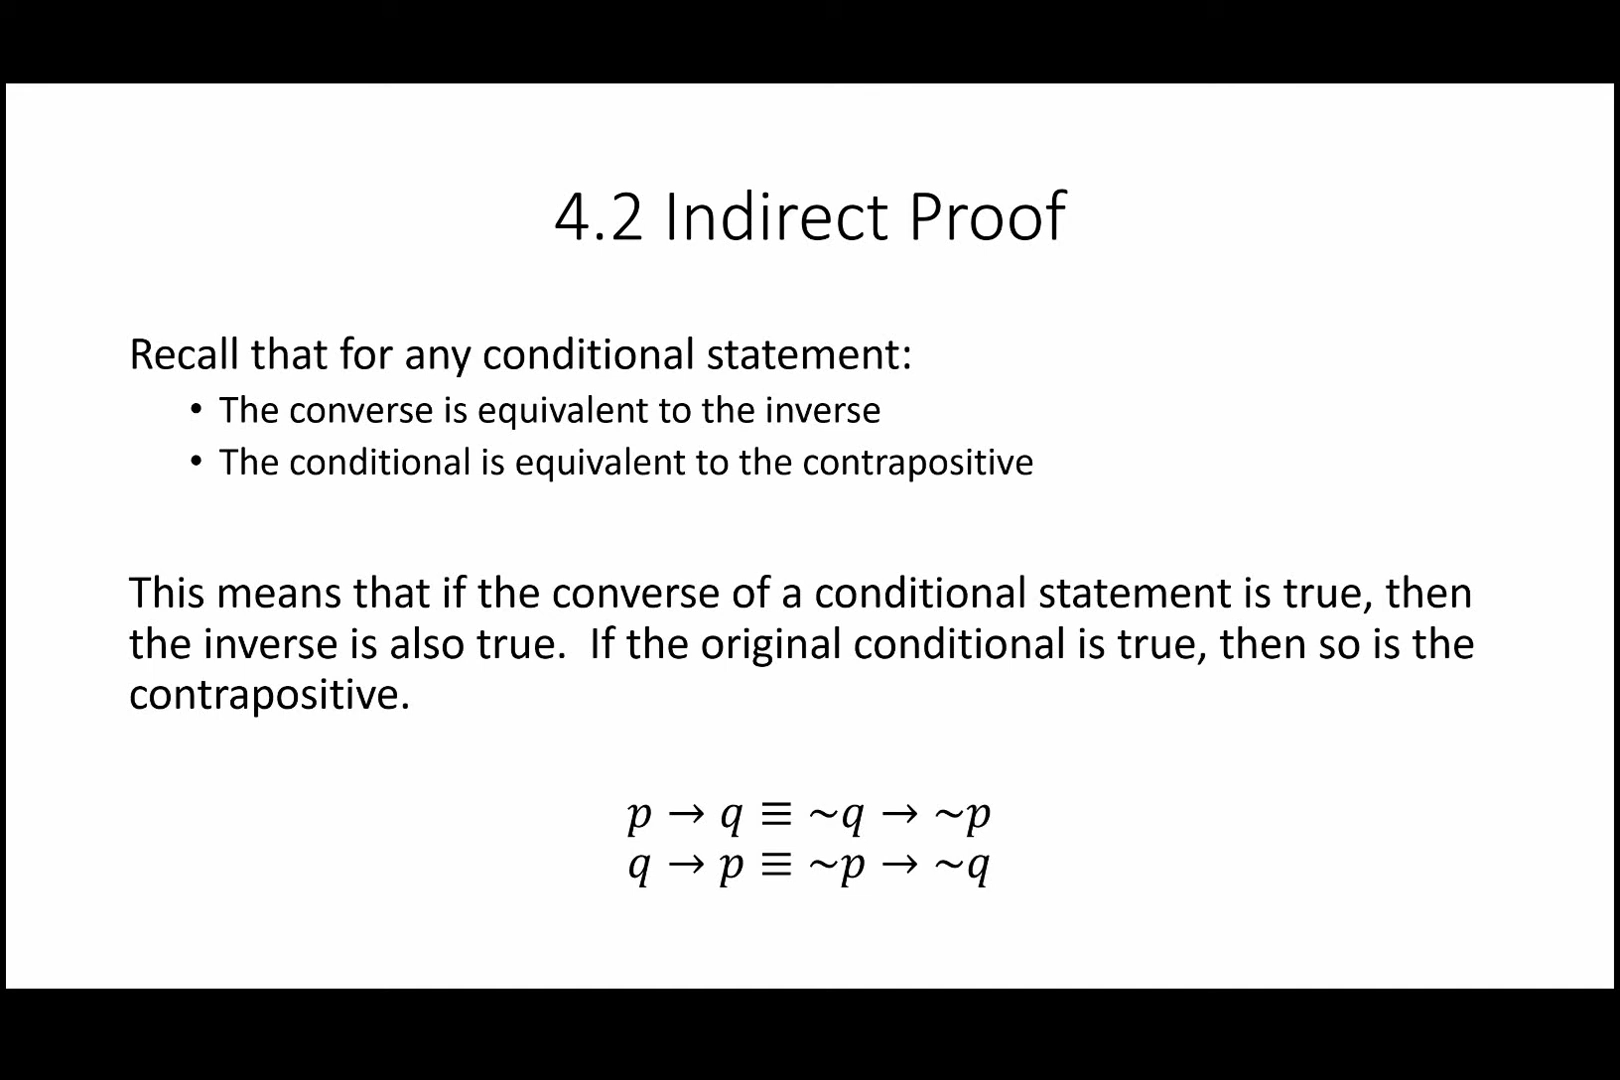 4.2 Indirect Proof
Recall that for any conditional statement:
• The converse is equivalent to the inverse
• The conditional is equivalent to the contrapositive
This means that if the converse of a conditional statement is true, then
the inverse is also true.  If the original conditional is true, then so is the
contrapositive.
p → q ≡ ~q → ~p
q → p ≡ ~p → ~q